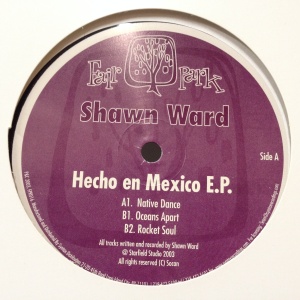 Fair Park
Shawn Ward
Side A
Hecho en Mexico E.P.
A1. Native Dance
B1. Oceans Apart
B2. Rocket Soul
All tracks written and recorded by Shawn Ward
@ Starfield Studio 2003
All rights reserved (C) Socan